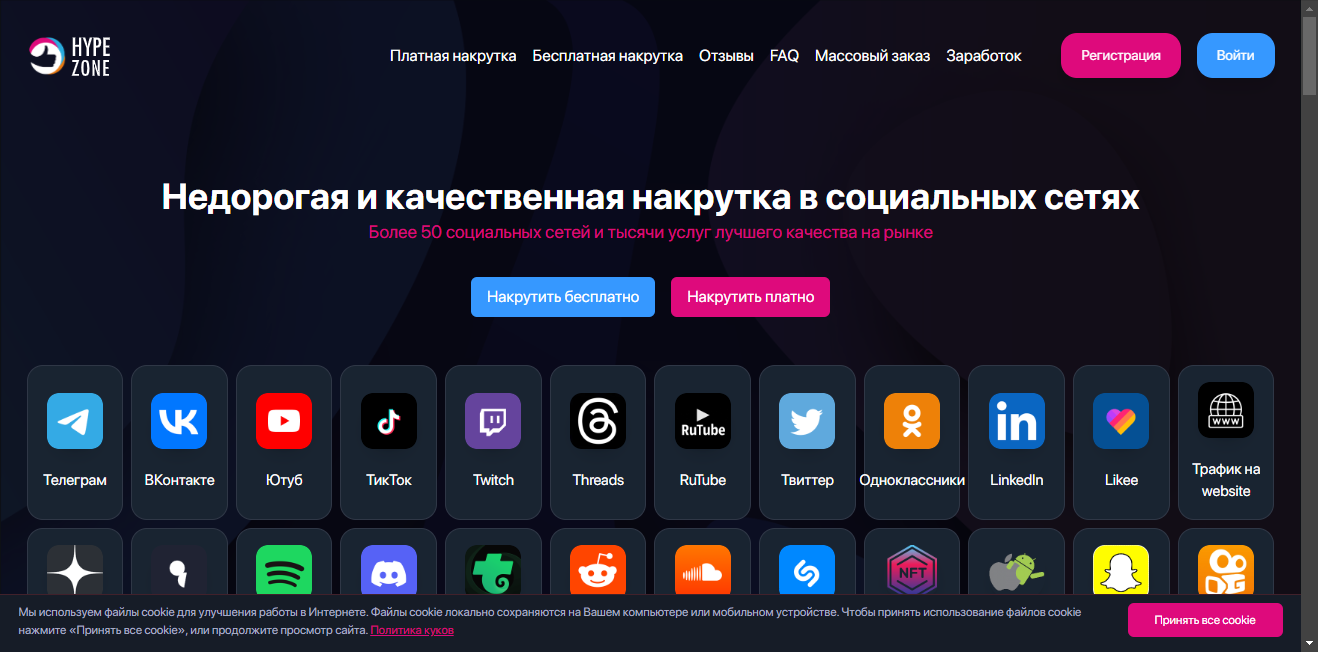 HYPE
ZONE
Платная накрутка Бесплатная накрутка Отзывы FAQ Массовый заказ Заработок Регистрация Войти
Недорогая и качественная накрутка в социальных сетях
Более 50 социальных сетей и тысячи услуг лучшего качества на рынке
Накрутить бесплатно Накрутить платно
RuTube in WWW
Телеграм ВКонтакте Ютуб ТикТок Twitch Threads RuTube Твиттер Одноклассники LinkedIn Likee Трафик на
website
NFT
Мы используем файлы cookie для улучшения работы в Интернете. Файлы cookie локально сохраняются на Вашем компьютере или мобильном устройстве. Чтобы принять использование файлов cookie
нажмите «Принять все cookie», или продолжите просмотр сайта. Политика куков
Принять все cookie